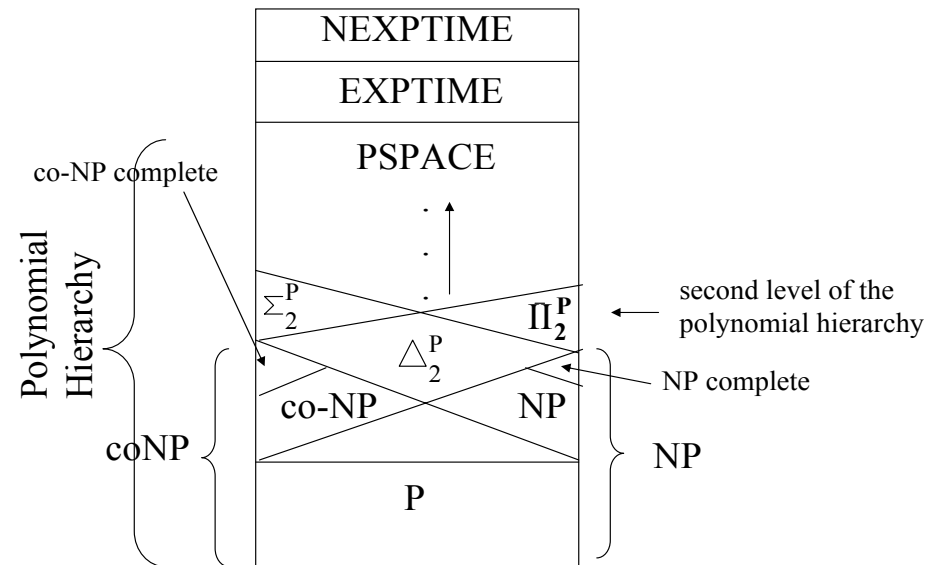 NEXPTIME
EXPTIME
PSPACE
co-NP complete
Polynomial
Hierarchy
Σ₂ᴾ
Π₂ᴾ
second level of the
polynomial hierarchy
△₂ᴾ
NP complete
co-NP
NP
coNP
NP
P